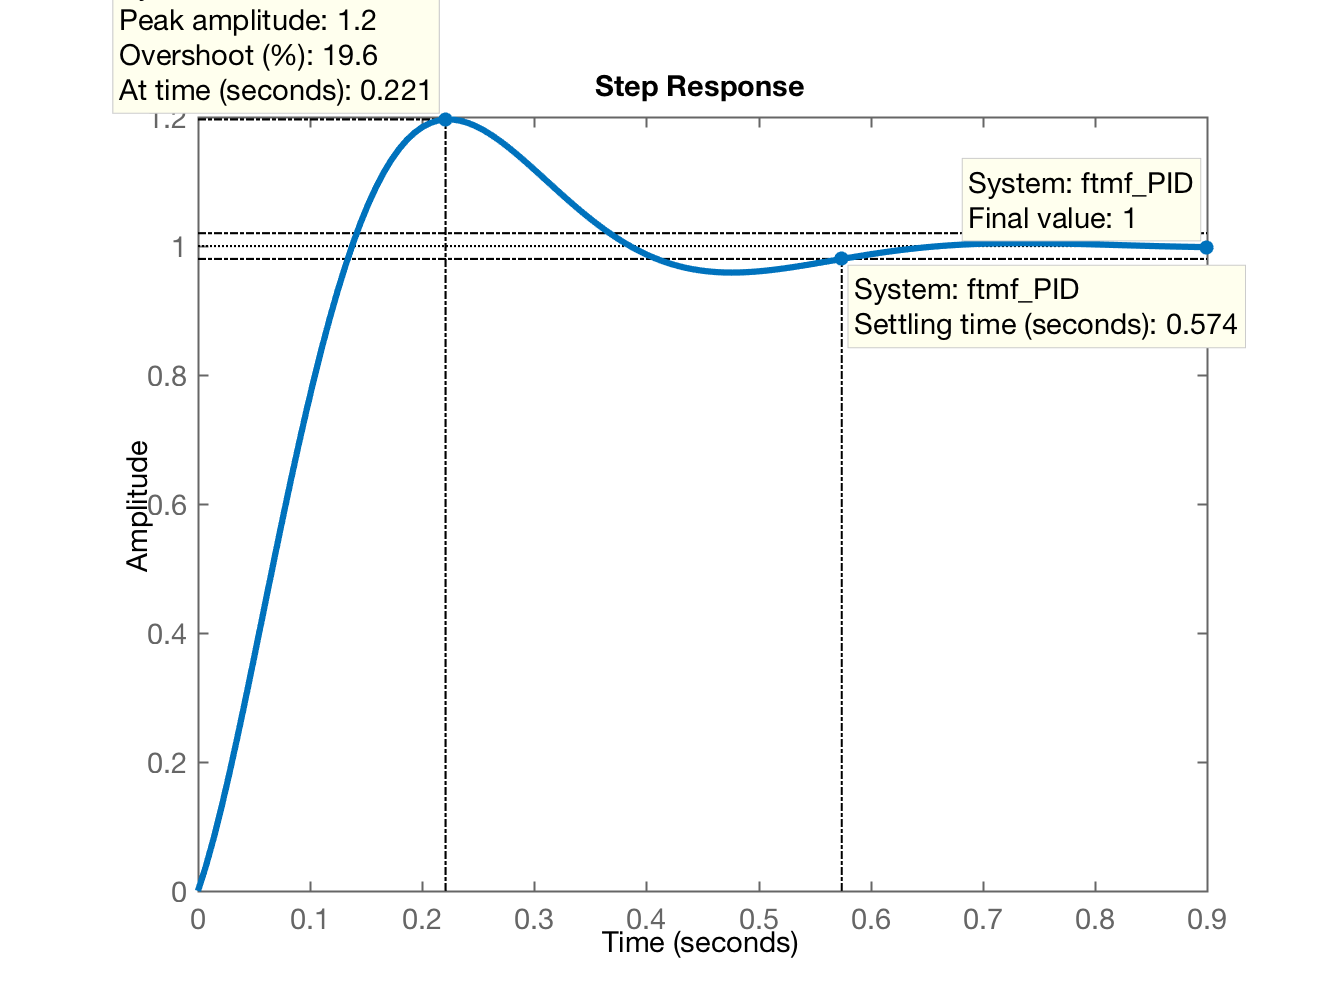 Peak amplitude: 1.2
Overshoot (%): 19.6
At time (seconds): 0.221
Step Response
1.2
System: ftmf_PID
Final value: 1
1
System: ftmf_PID
Settling time (seconds): 0.574
0.8
Amplitude
0.6
0.4
0.2
0
0 0.1 0.2 0.3 0.4 0.5 0.6 0.7 0.8 0.9
Time (seconds)